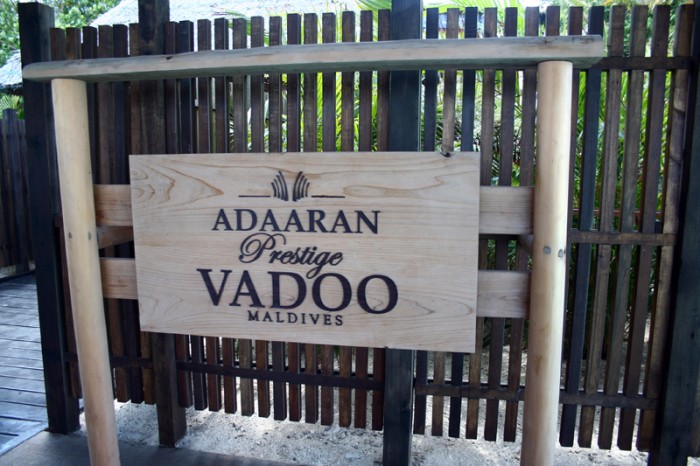 ADAARAN
Prestige
VADOO
MALDIVES